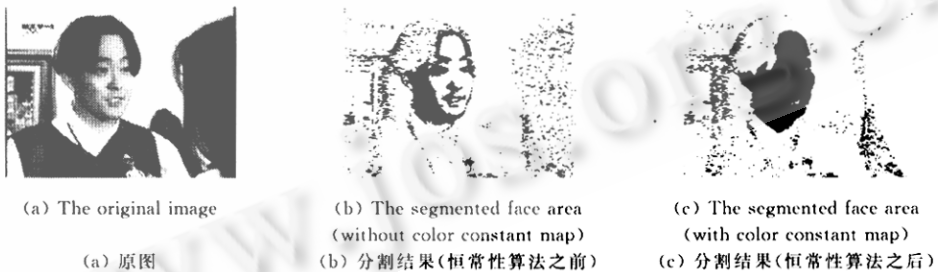 (a) The original image
(b) The segmented face area
(without color constant map)
(c) The segmented face area
(with color constant map)
(a) 原图
(b) 分割结果(恒常性算法之前)
(c) 分割结果(恒常性算法之后)